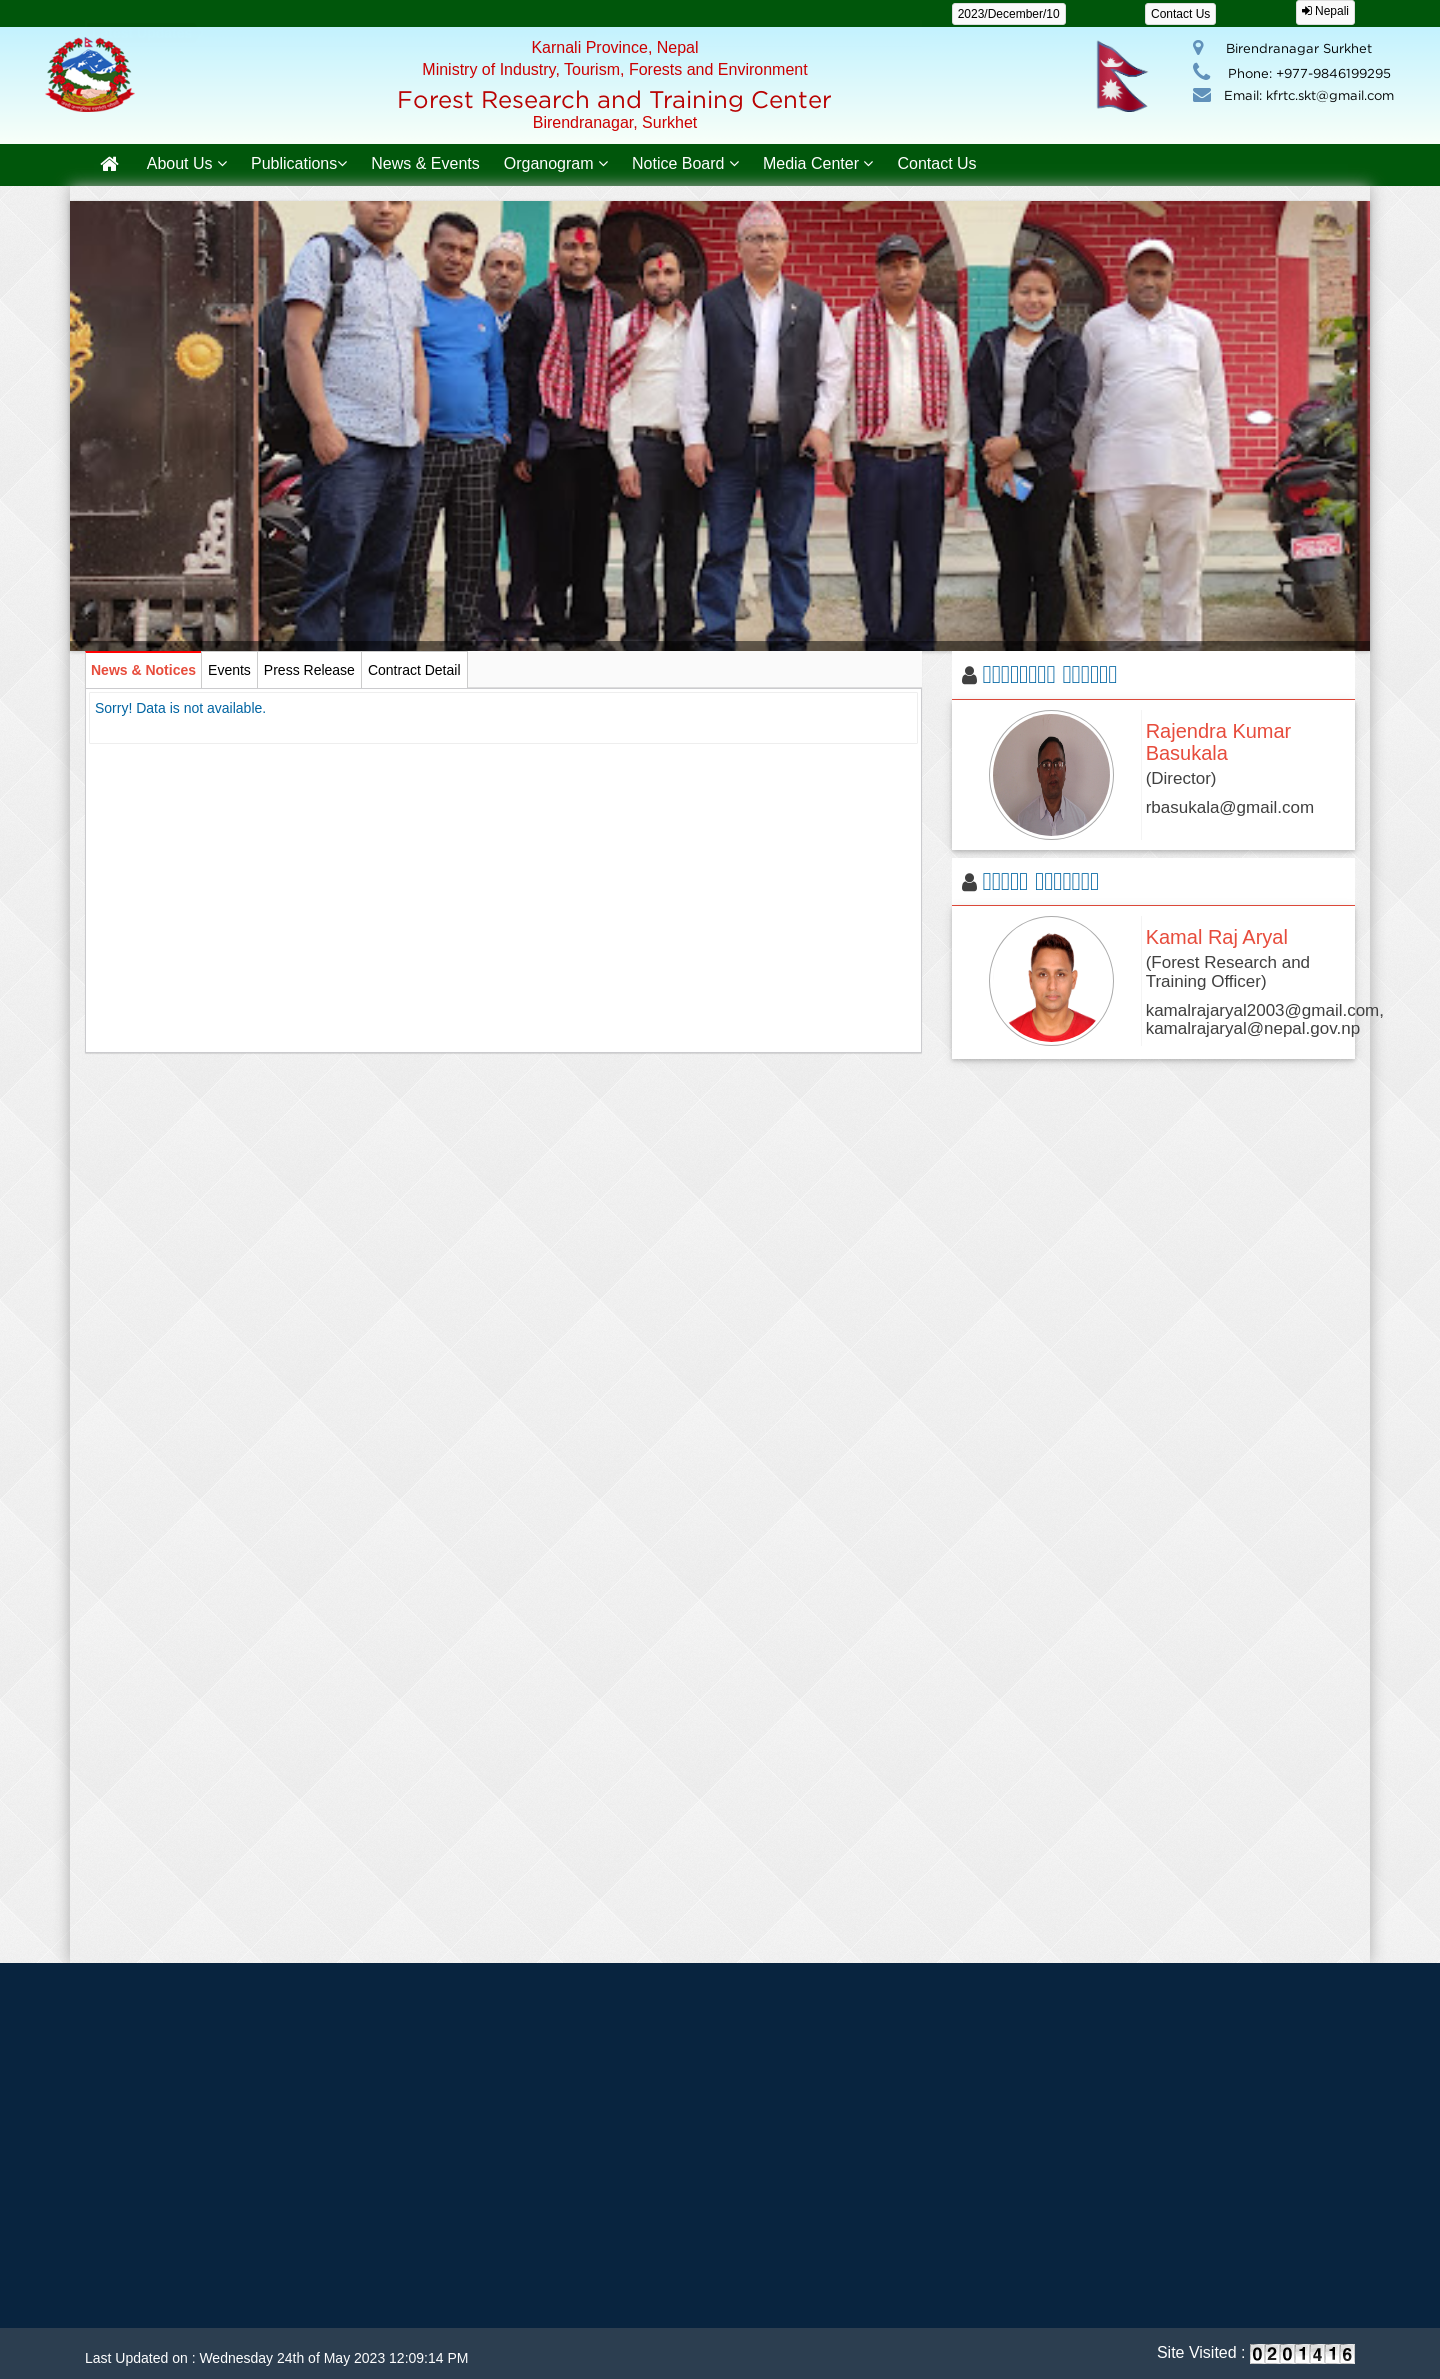 2023/December/10
Contact Us
Nepali
Karnali Province, Nepal
Ministry of Industry, Tourism, Forests and Environment
Forest Research and Training Center
Birendranagar, Surkhet
Birendranagar Surkhet
Phone: +977-9846199295
Email: kfrtc.skt@gmail.com
About Us
Publications
News & Events
Organogram
Notice Board
Media Center
Contact Us
News & Notices
Events
Press Release
Contract Detail
Sorry! Data is not available.
Rajendra Kumar
Basukala
(Director)
rbasukala@gmail.com
Kamal Raj Aryal
(Forest Research and
Training Officer)
kamalrajaryal2003@gmail.com,
kamalrajaryal@nepal.gov.np
Last Updated on : Wednesday 24th of May 2023 12:09:14 PM
Site Visited : 0201416